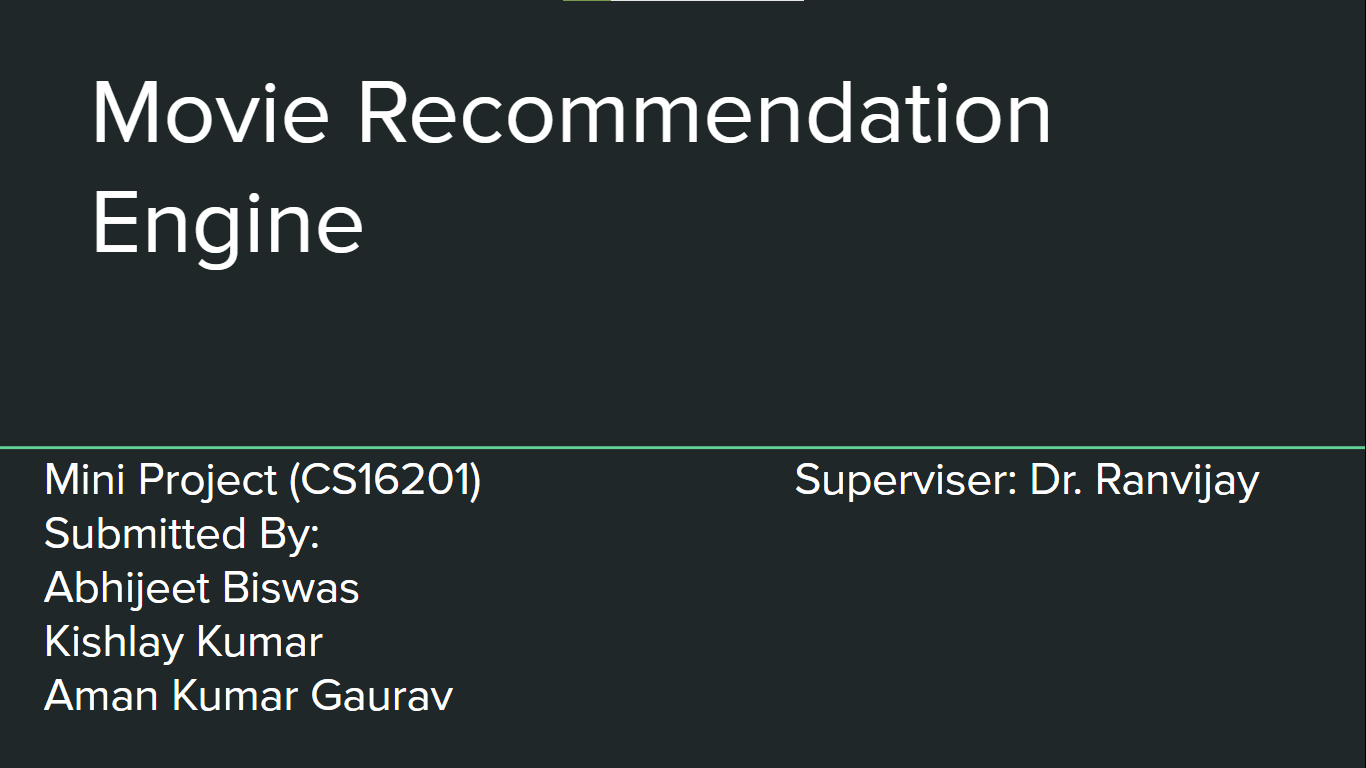 Movie Recommendation
Engine
Mini Project (CS16201)
Submitted By:
Abhijeet Biswas
Kishlay Kumar
Aman Kumar Gaurav
Superviser: Dr. Ranvijay